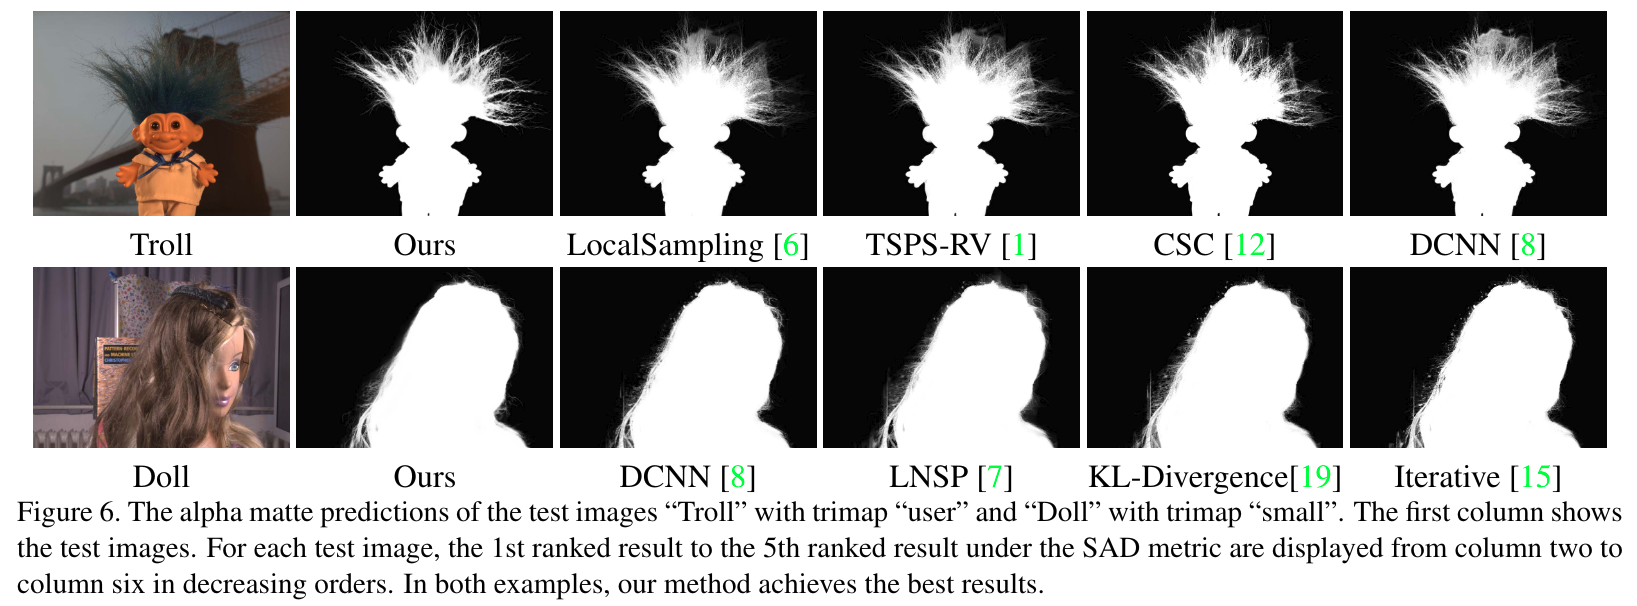 Troll Ours LocalSampling [6] TSPS-RV [1] CSC [12] DCNN [8]
Doll Ours DCNN [8] LNSP [7] KL-Divergence[19] Iterative [15]
Figure 6. The alpha matte predictions of the test images “Troll” with trimap “user” and “Doll” with trimap “small”. The first column shows
the test images. For each test image, the 1st ranked result to the 5th ranked result under the SAD metric are displayed from column two to
column six in decreasing orders. In both examples, our method achieves the best results.